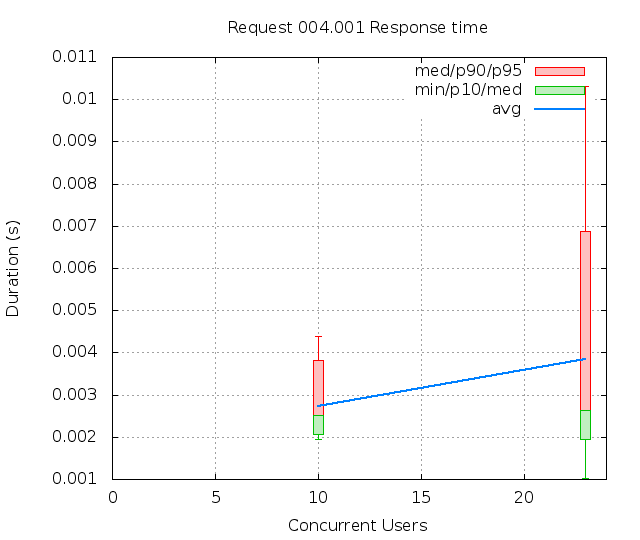 Request 004.001 Response time
0.011
0.01
0.009
0.008
0.007
0.006
0.005
0.004
0.003
0.002
0.001
Duration (s)
med/p90/p95
min/p10/med
avg
0 5 10 15 20
Concurrent Users